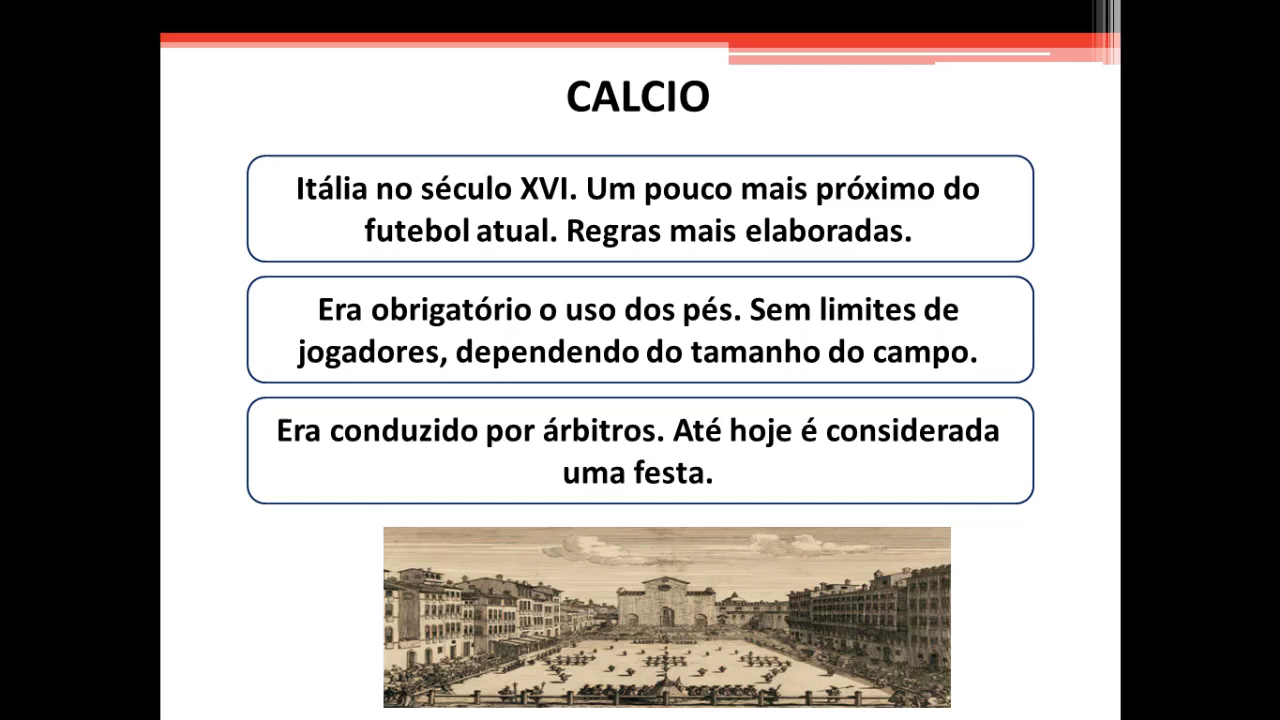 CALCIO
Itália no século XVI. Um pouco mais próximo do
futebol atual. Regras mais elaboradas.
Era obrigatório o uso dos pés. Sem limites de
jogadores, dependendo do tamanho do campo.
Era conduzido por árbitros. Até hoje é considerada
uma festa.